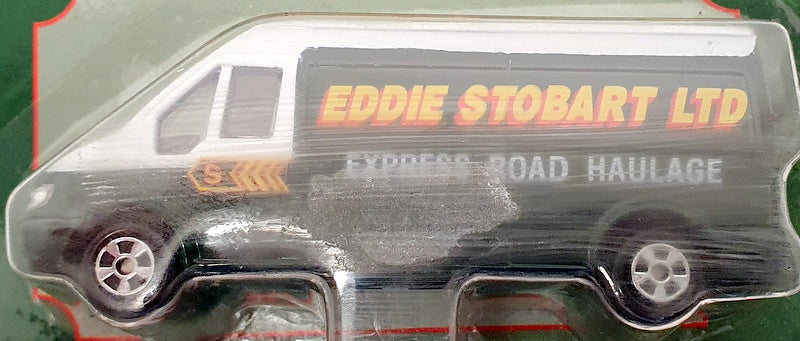 EDDIE STOBART LTD
EXPRESS ROAD HAULAGE
S